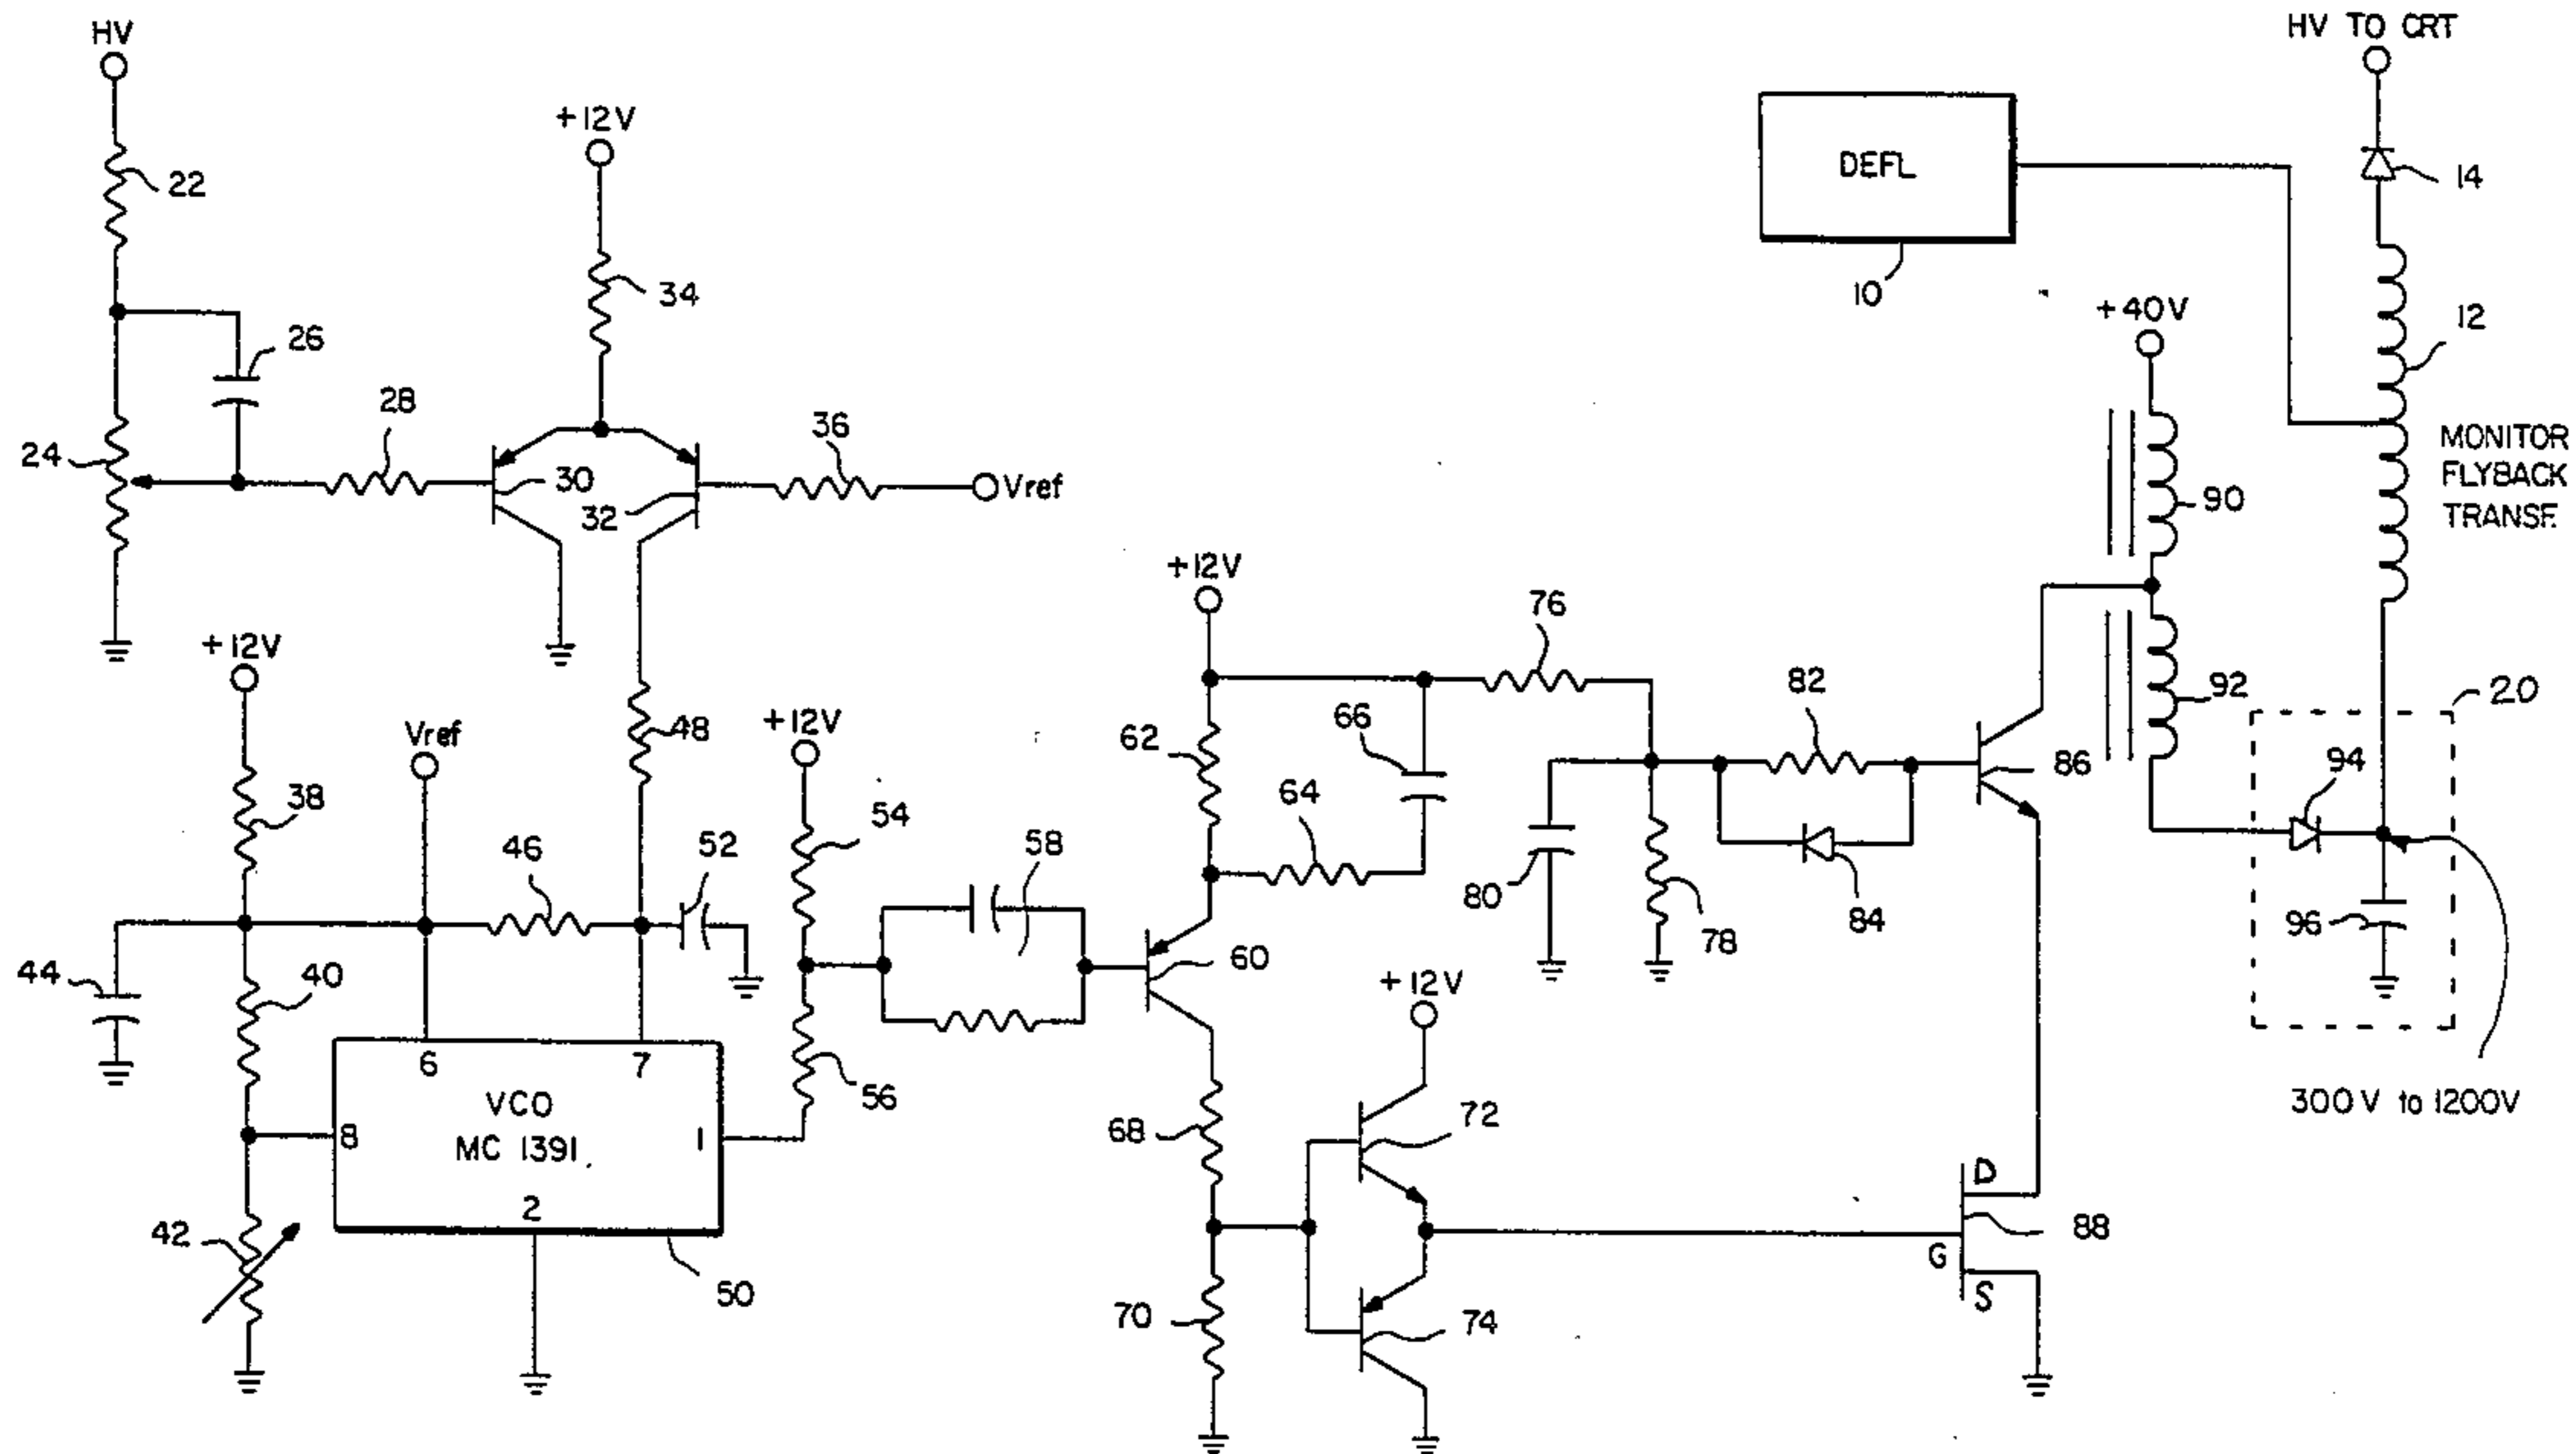 HV
HV TO CRT
+12V
DEFL
14
22
34
10
+40V
12
26
28
36
24
30
32
Vref
90
MONITOR
FLYBACK
TRANSF.
+12V
+12V
76
92
20
Vref
+12V
48
62
66
82
86
94
38
46
52
54
58
64
80
84
96
44
40
60
78
+12V
6
7
VCO
MC 1391
8
1
56
68
72
300V to 1200V
2
D
88
G
S
42
50
70
74